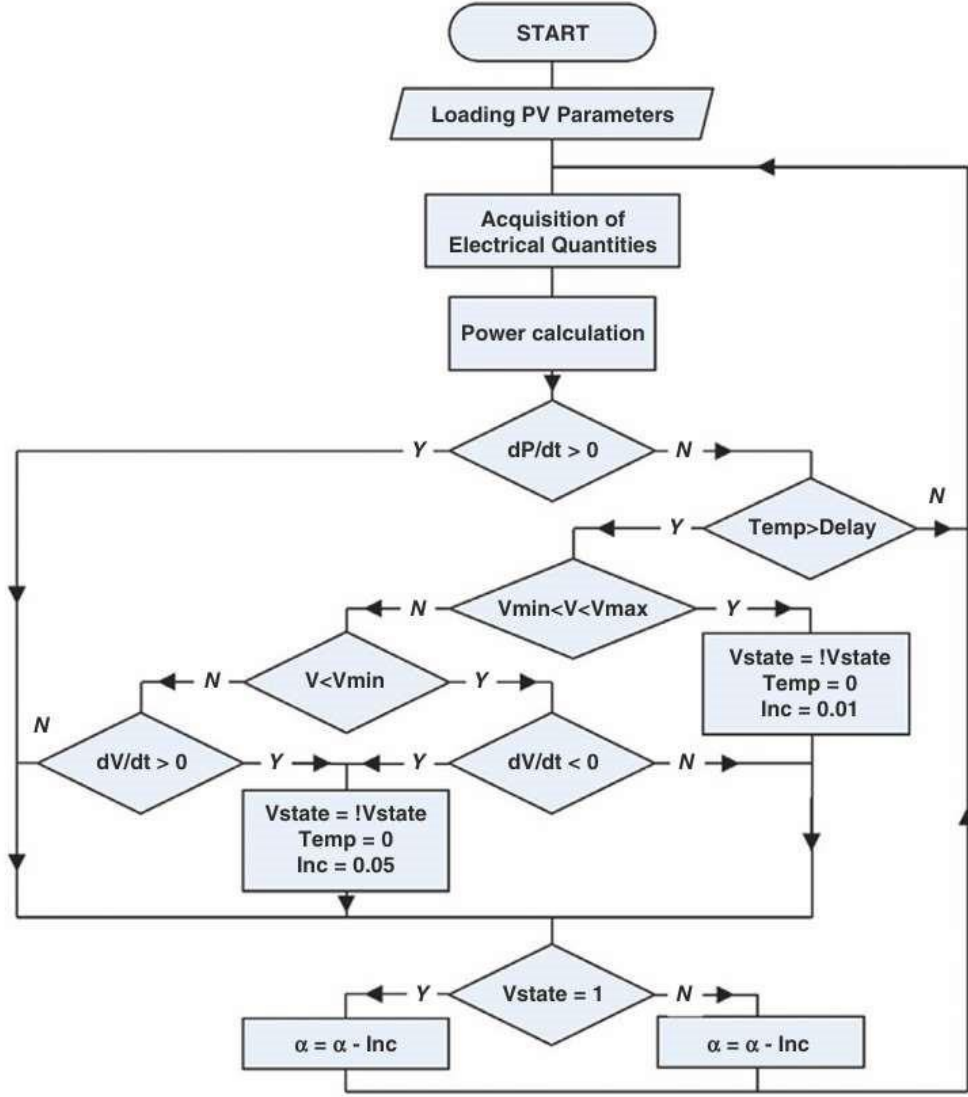 START
Loading PV Parameters
Acquisition of
Electrical Quantities
Power calculation
Y
dP/dt > 0
N
N
Y
Temp>Delay
N
Vmin<V<Vmax
Y
N
V<Vmin
Y
Vstate = !Vstate
Temp = 0
Inc = 0.01
N
dV/dt > 0
Y
Y
dV/dt < 0
N
Vstate = !Vstate
Temp = 0
Inc = 0.05
Y
Vstate = 1
N
α = α - Inc
α = α - Inc